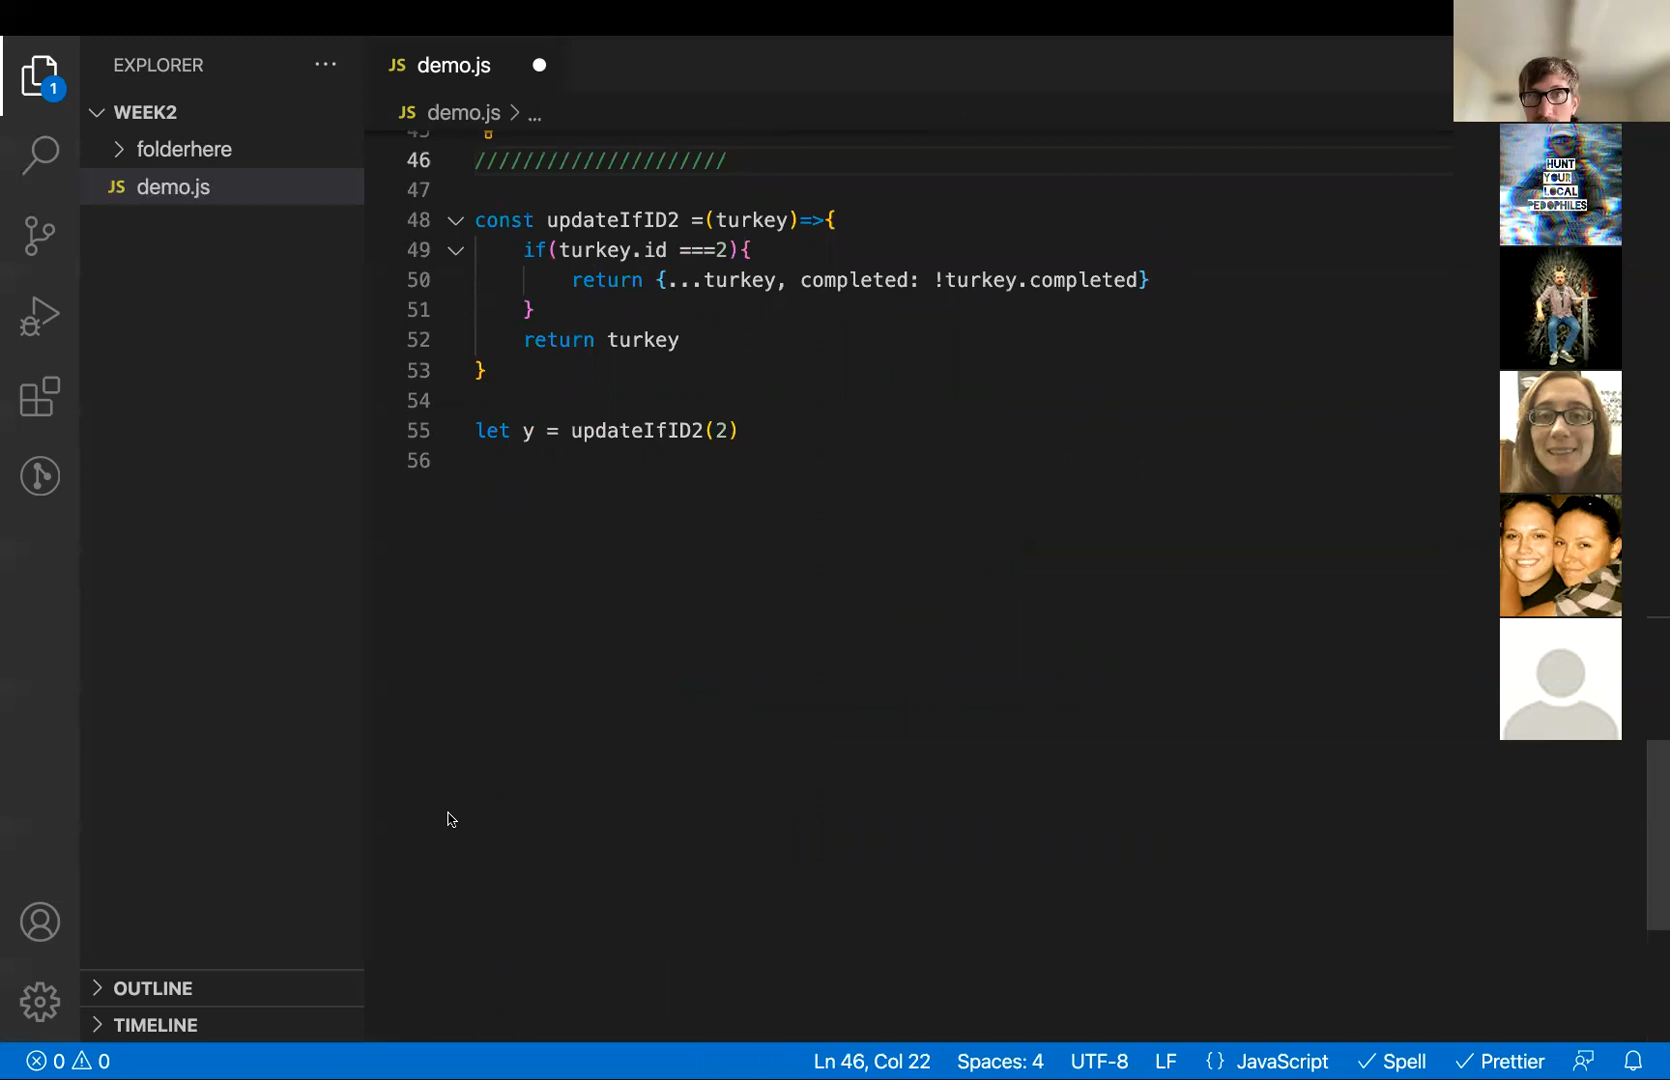 EXPLORER
WEEK2
folderhere
JS demo.js
1
JS demo.js
JS demo.js > ...
45
46 /////////////////////
47
48 const updateIfID2 =(turkey)=>{
49 if(turkey.id ===2){
50 return {...turkey, completed: !turkey.completed}
51 }
52 return turkey
53 }
54
55 let y = updateIfID2(2)
56
HUNT
YOUR
LOCAL
PEDOPHILES
OUTLINE
TIMELINE
0 0 Ln 46, Col 22 Spaces: 4 UTF-8 LF {} JavaScript Spell Prettier